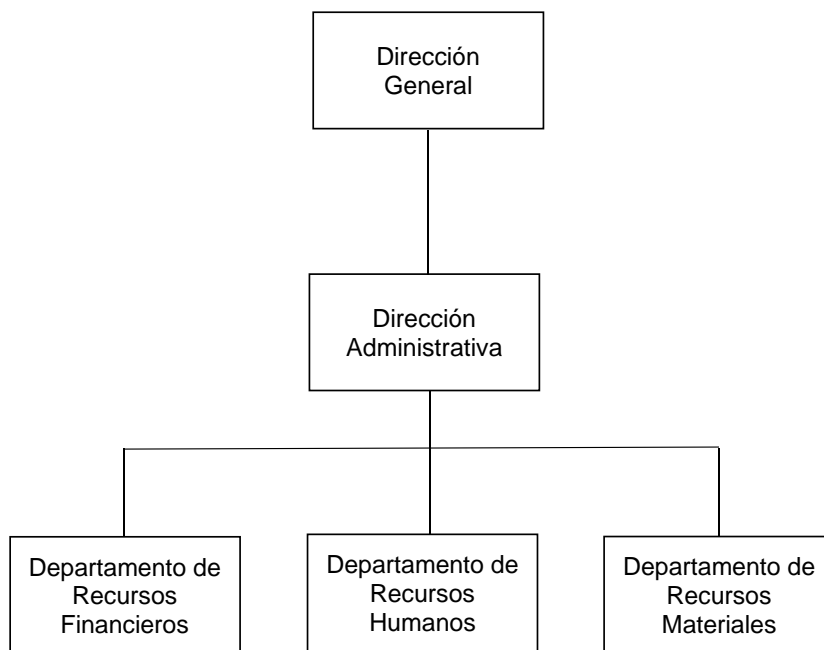 Dirección
General
Dirección
Administrativa
Departamento de
Recursos
Financieros
Departamento de
Recursos
Humanos
Departamento de
Recursos
Materiales